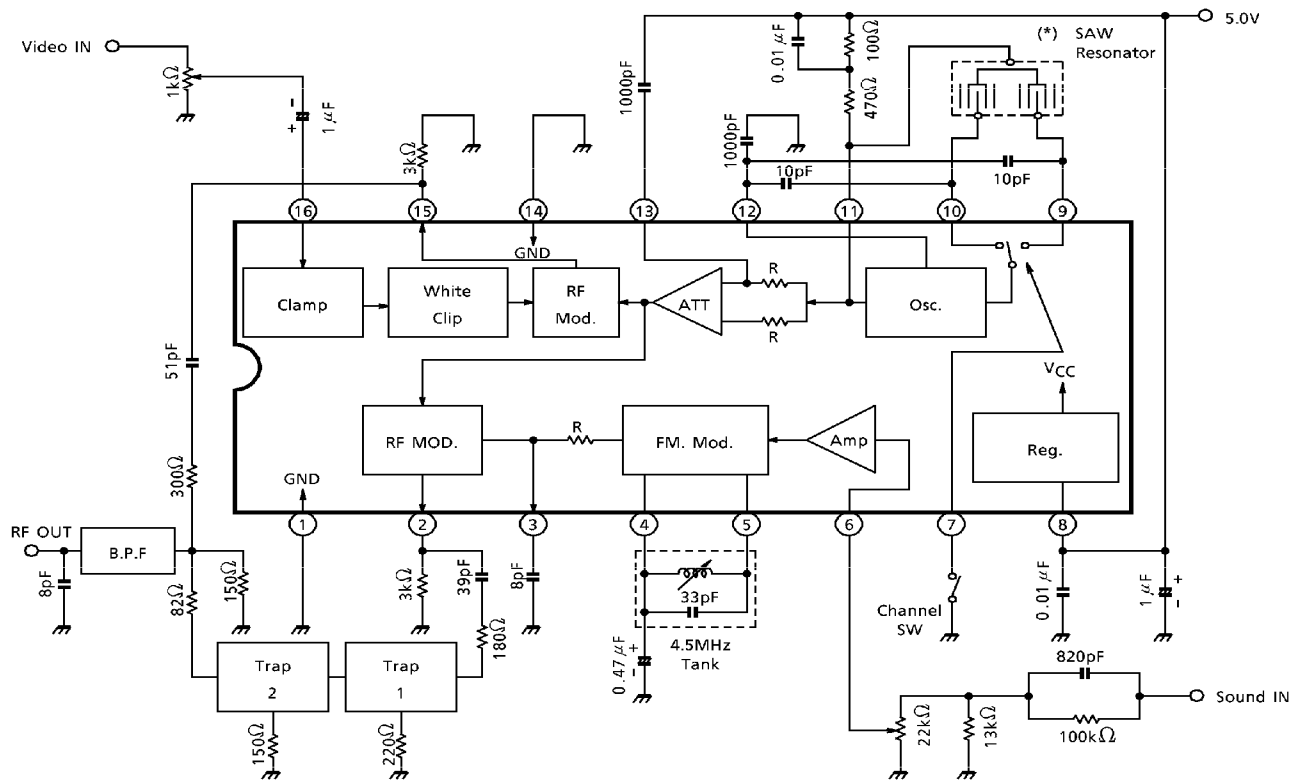 Video IN
1kΩ
- + 1μF
3kΩ
1000pF
0.01μF
100Ω
470Ω
5.0V
(*) SAW
Resonator
1000pF
10pF
10pF
16 15 14 13 12 11 10 9
GND
Clamp
White
Clip
RF
Mod.
ATT
R
R
Osc.
VCC
51pF
300Ω
RF MOD.
R
FM. Mod.
Amp
Reg.
GND
1 2 3 4 5 6 7 8
RF OUT
B.P.F
8pF
82Ω
150Ω
3kΩ
39pF
180Ω
8pF
33pF
4.5MHz
Tank
0.47μF + -
Channel
SW
0.01μF
1μF + -
Trap
2
Trap
1
150Ω
220Ω
22kΩ
13kΩ
820pF
100kΩ
Sound IN